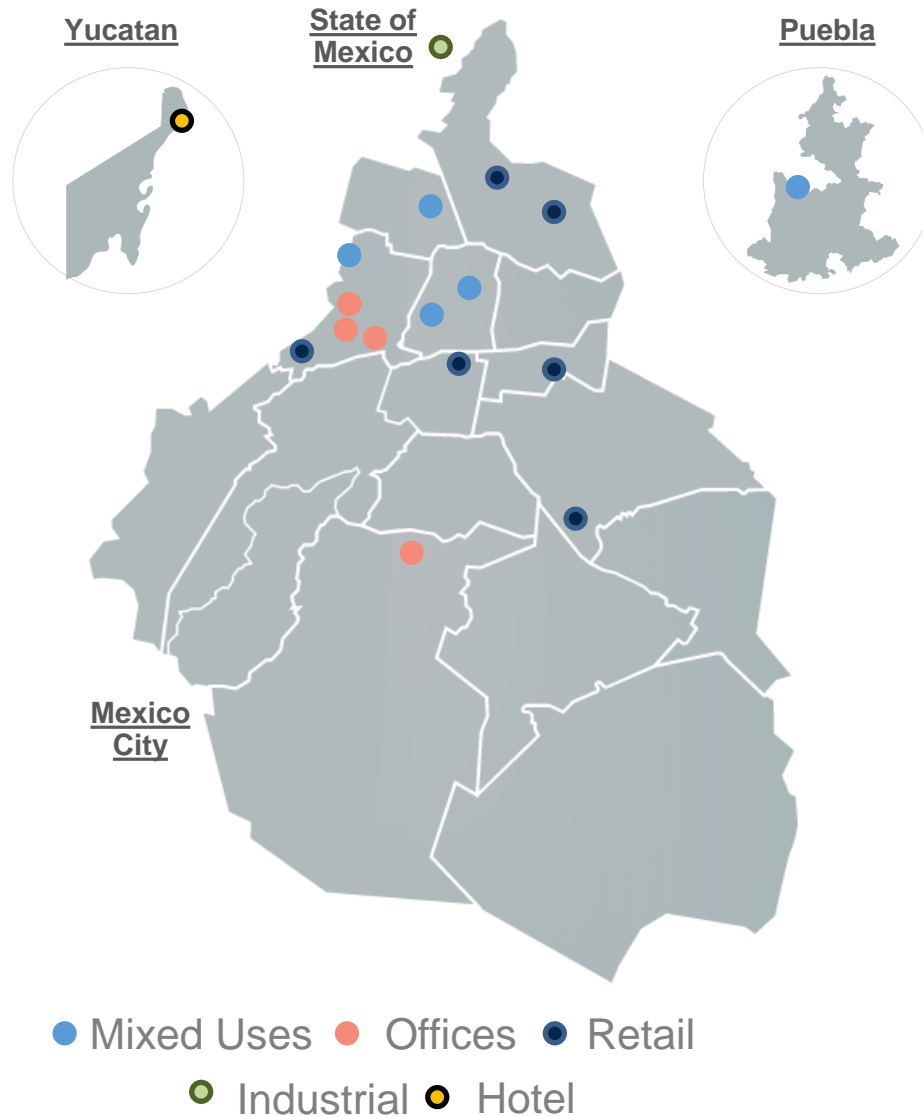 Yucatan
State of
Mexico
Puebla
Mexico
City
Mixed Uses
Offices
Retail
Industrial
Hotel